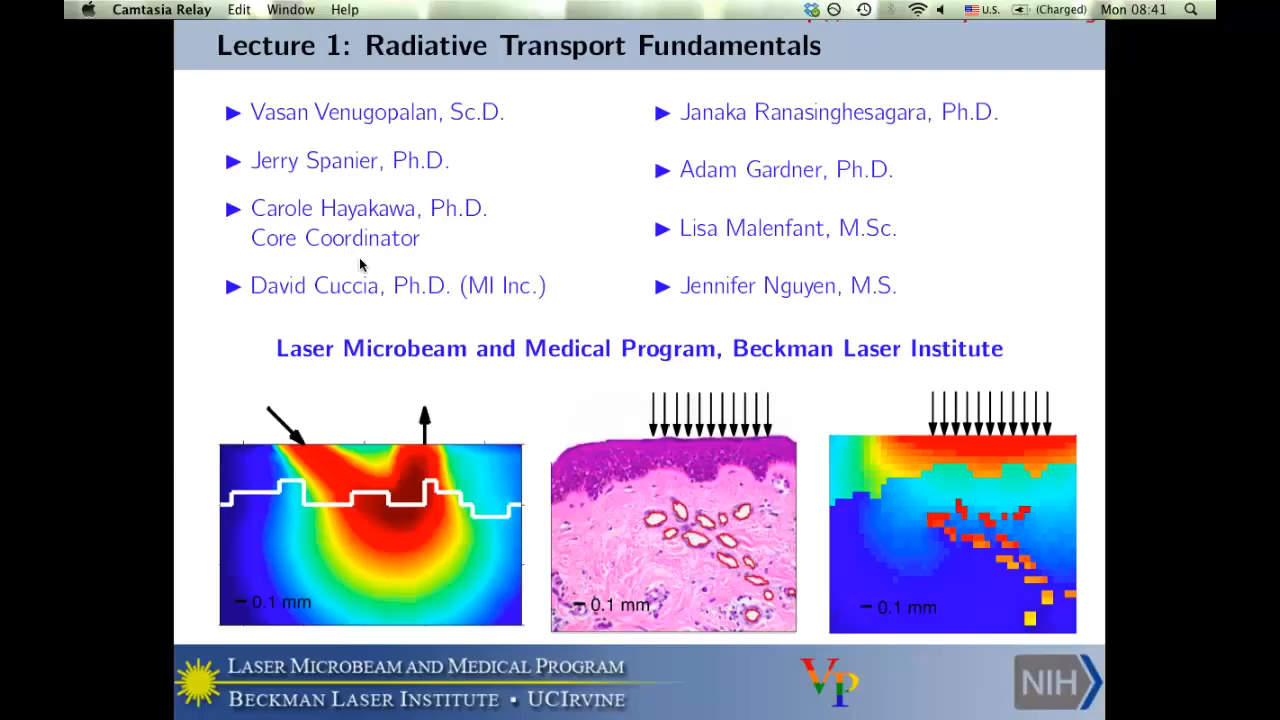 Camtasia Relay Edit Window Help U.S. (Charged) Mon 08:41
Lecture 1: Radiative Transport Fundamentals
▶ Vasan Venugopalan, Sc.D.
▶ Jerry Spanier, Ph.D.
▶ Carole Hayakawa, Ph.D.
Core Coordinator
▶ David Cuccia, Ph.D. (MI Inc.)
▶ Janaka Ranasinghesagara, Ph.D.
▶ Adam Gardner, Ph.D.
▶ Lisa Malenfant, M.Sc.
▶ Jennifer Nguyen, M.S.
Laser Microbeam and Medical Program, Beckman Laser Institute
0.1 mm
0.1 mm
0.1 mm
LASER MICROBEAM AND MEDICAL PROGRAM
BECKMAN LASER INSTITUTE ▪ UCIRVINE
VP
NIH